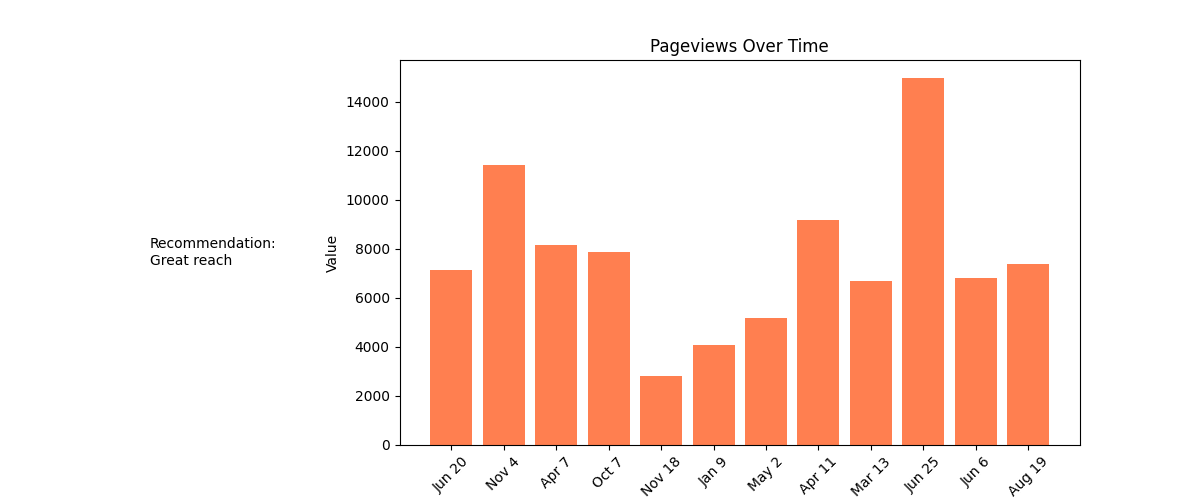 Pageviews Over Time
Recommendation:
Great reach
Value
14000
12000
10000
8000
6000
4000
2000
0
Jun 20
Nov 4
Apr 7
Oct 7
Nov 18
Jan 9
May 2
Apr 11
Mar 13
Jun 25
Jun 6
Aug 19